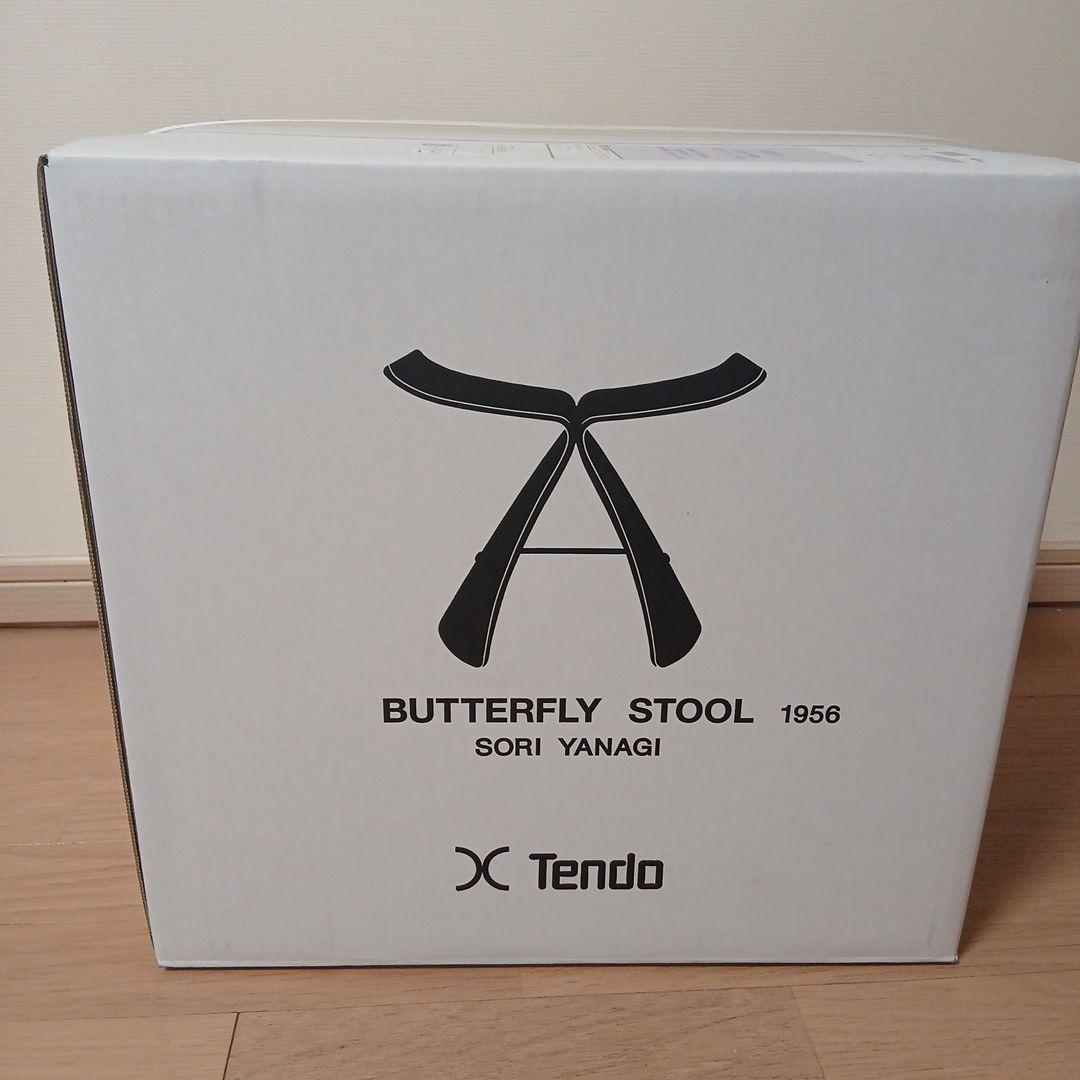 BUTTERFLY STOOL 1956
SORI YANAGI
Tendo